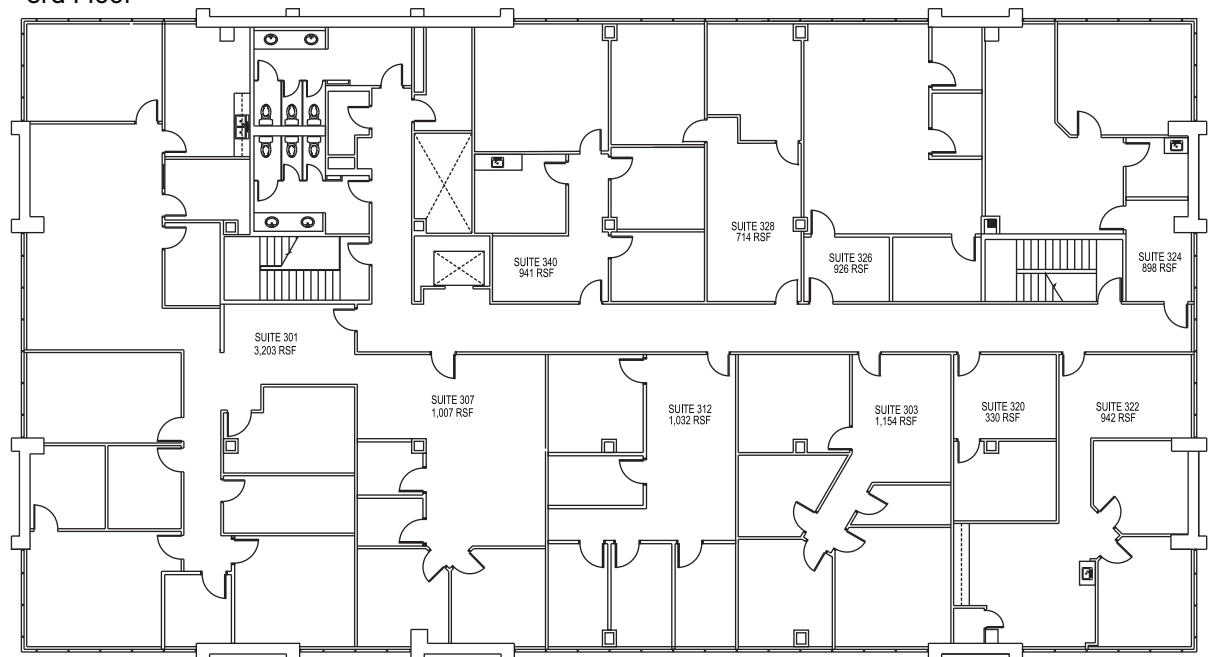 3rd Floor
SUITE 328
714 RSF
SUITE 340
941 RSF
SUITE 326
926 RSF
SUITE 324
898 RSF
SUITE 301
3,203 RSF
SUITE 307
1,007 RSF
SUITE 312
1,032 RSF
SUITE 303
1,154 RSF
SUITE 320
330 RSF
SUITE 322
942 RSF